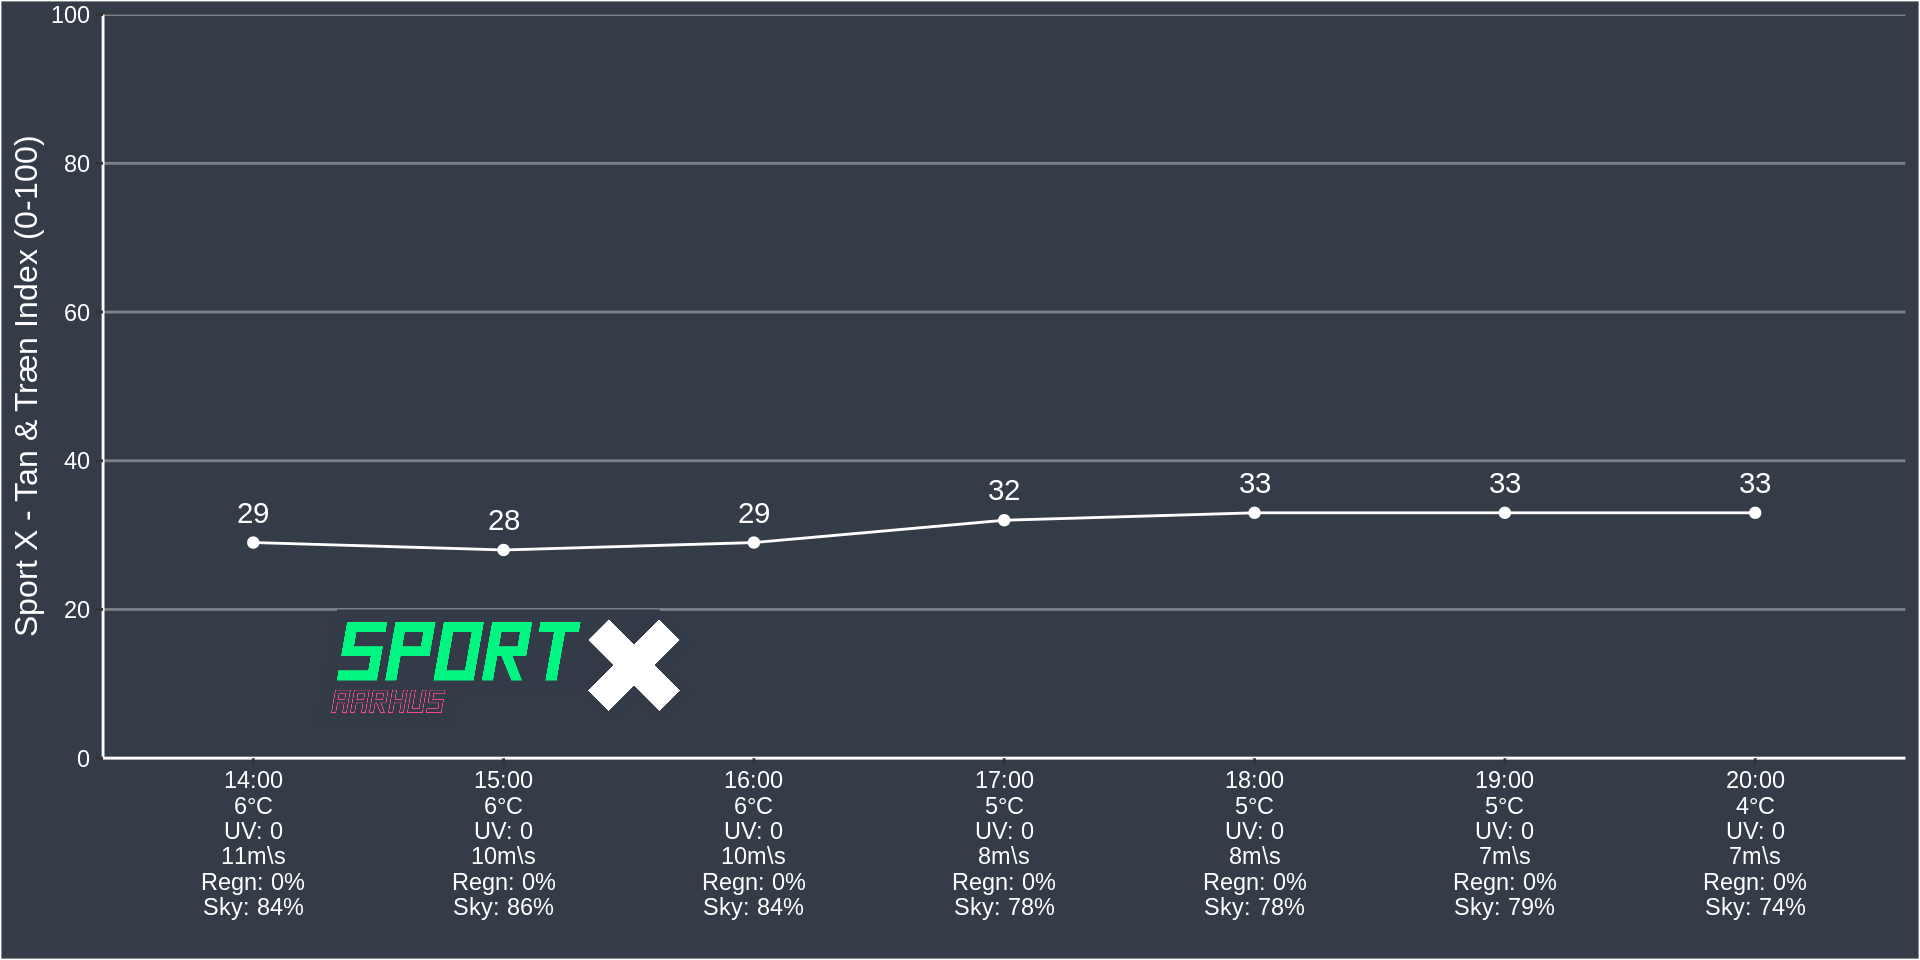 Sport X - Tan & Træn Index (0-100)
100
80
60
40
20
0
29
28
29
32
33
33
33
SPORT X
AARHUS
14:00
6°C
UV: 0
11m\s
Regn: 0%
Sky: 84%
15:00
6°C
UV: 0
10m\s
Regn: 0%
Sky: 86%
16:00
6°C
UV: 0
10m\s
Regn: 0%
Sky: 84%
17:00
5°C
UV: 0
8m\s
Regn: 0%
Sky: 78%
18:00
5°C
UV: 0
8m\s
Regn: 0%
Sky: 78%
19:00
5°C
UV: 0
7m\s
Regn: 0%
Sky: 79%
20:00
4°C
UV: 0
7m\s
Regn: 0%
Sky: 74%